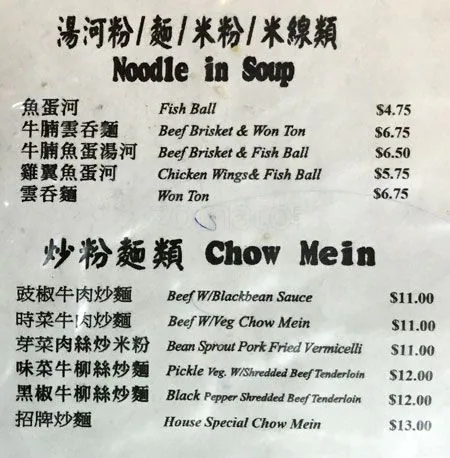 湯河粉/麵/米粉/米線類
Noodle in Soup
魚蛋河 Fish Ball $4.75
牛腩雲吞麵 Beef Brisket & Won Ton $6.75
牛腩魚蛋湯河 Beef Brisket & Fish Ball $6.50
雞翼魚蛋河 Chicken Wings& Fish Ball $5.75
雲吞麵 Won Ton $6.75
炒粉麵類 Chow Mein
豉椒牛肉炒麵 Beef W/Blackbean Sauce $11.00
時菜牛肉炒麵 Beef W/Veg Chow Mein $11.00
芽菜肉絲炒米粉 Bean Sprout Pork Fried Vermicelli $11.00
味菜牛柳絲炒麵 Pickle Veg. W/Shredded Beef Tenderloin $12.00
黑椒牛柳絲炒麵 Black Pepper Shredded Beef Tenderloin $12.00
招牌炒麵 House Special Chow Mein $13.00